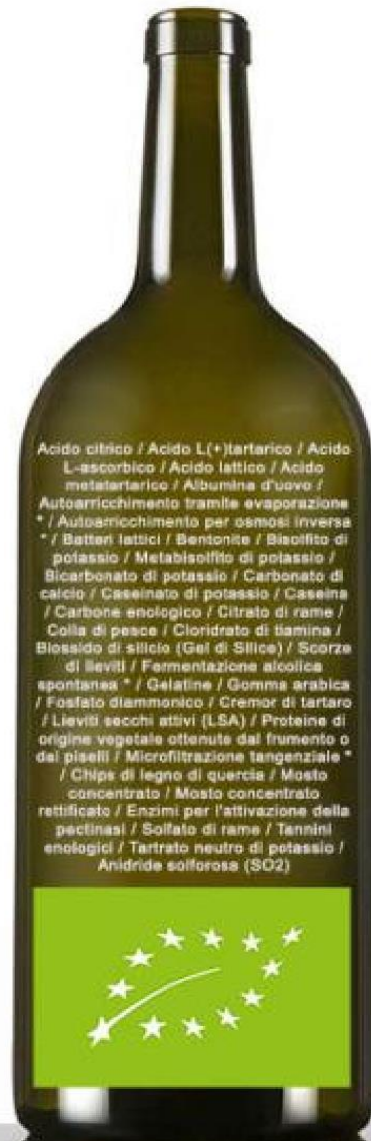 Acido citrico / Acido L(+)tartarico / Acido
L-ascorbico / Acido lattico / Acido
metatartarico / Albumina d'uovo /
Autoarricchimento tramite evaporazione
* / Autoarricchimento per osmosi inversa
* / Batteri lattici / Bentonite / Bisolfito di
potassio / Metabisolfito di potassio /
Bicarbonato di potassio / Carbonato di
calcio / Caseinato di potassio / Caseina
/ Carbone enologico / Citrato di rame /
Colla di pesce / Cloridrato di tiamina /
Biossido di silicio (Gel di Silice) / Scorze
di lieviti / Fermentazione alcolica
spontanea * / Gelatine / Gomma arabica
/ Fosfato diammonico / Cremor di tartaro
/ Lieviti secchi attivi (LSA) / Proteine di
origine vegetale ottenute dal frumento o
dai piselli / Microfiltrazione tangenziale *
/ Chips di legno di quercia / Mosto
concentrato / Mosto concentrato
rettificato / Enzimi per l'attivazione della
pectinasi / Solfato di rame / Tannini
enologici / Tartrato neutro di potassio /
Anidride solforosa (SO2)